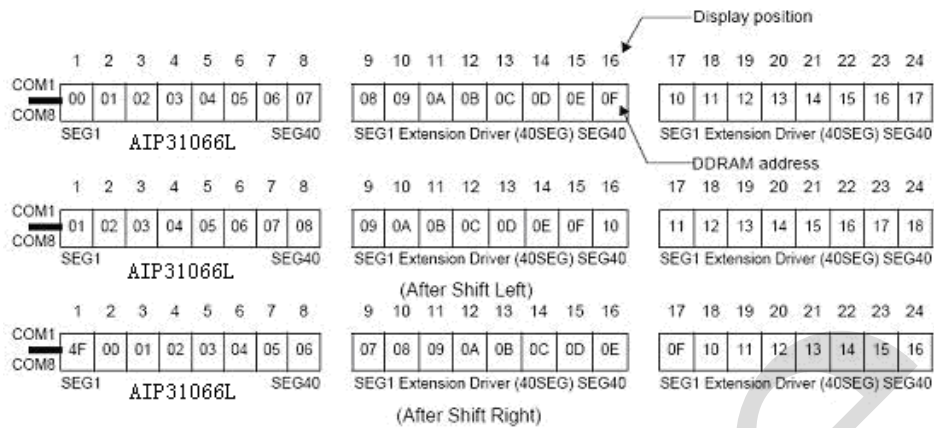 Display position
1 2 3 4 5 6 7 8 9 10 11 12 13 14 15 16 17 18 19 20 21 22 23 24
COM1
00 01 02 03 04 05 06 07 08 09 0A 0B 0C 0D 0E 0F 10 11 12 13 14 15 16 17
COM8
SEG1 AIP31066L SEG40 SEG1 Extension Driver (40SEG) SEG40 SEG1 Extension Driver (40SEG) SEG40
DDRAM address
1 2 3 4 5 6 7 8 9 10 11 12 13 14 15 16 17 18 19 20 21 22 23 24
COM1
01 02 03 04 05 06 07 08 09 0A 0B 0C 0D 0E 0F 10 11 12 13 14 15 16 17 18
COM8
SEG1 AIP31066L SEG40 SEG1 Extension Driver (40SEG) SEG40 SEG1 Extension Driver (40SEG) SEG40
(After Shift Left)
1 2 3 4 5 6 7 8 9 10 11 12 13 14 15 16 17 18 19 20 21 22 23 24
COM1
4F 00 01 02 03 04 05 06 07 08 09 0A 0B 0C 0D 0E 0F 10 11 12 13 14 15 16
COM8
SEG1 AIP31066L SEG40 SEG1 Extension Driver (40SEG) SEG40 SEG1 Extension Driver (40SEG) SEG40
(After Shift Right)